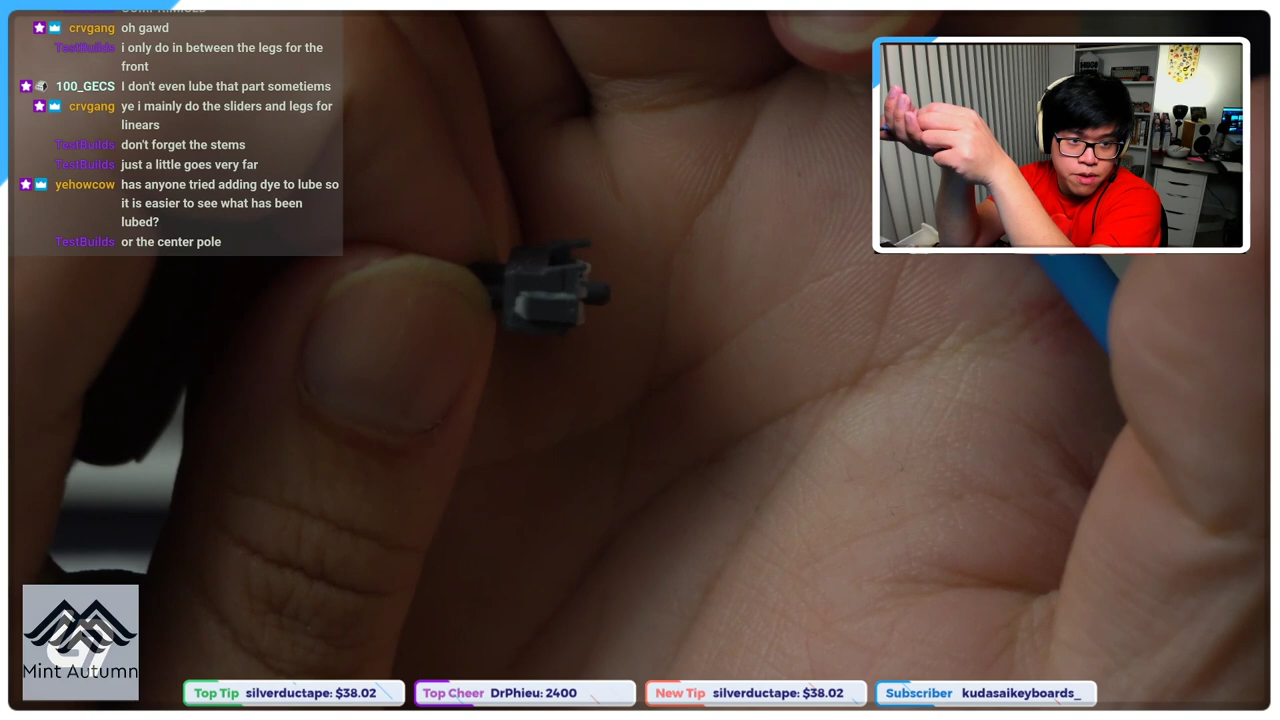 crvgang oh gawd
TestBuilds i only do in between the legs for the
front
100_GECS I don't even lube that part sometiems
crvgang ye i mainly do the sliders and legs for
linears
TestBuilds don't forget the stems
TestBuilds just a little goes very far
yehowcow has anyone tried adding dye to lube so
it is easier to see what has been
lubed?
TestBuilds or the center pole
Mint Autumn
Top Tip silverductape: $38.02
Top Cheer DrPhieu: 2400
New Tip silverductape: $38.02
Subscriber kudasaikeyboards_